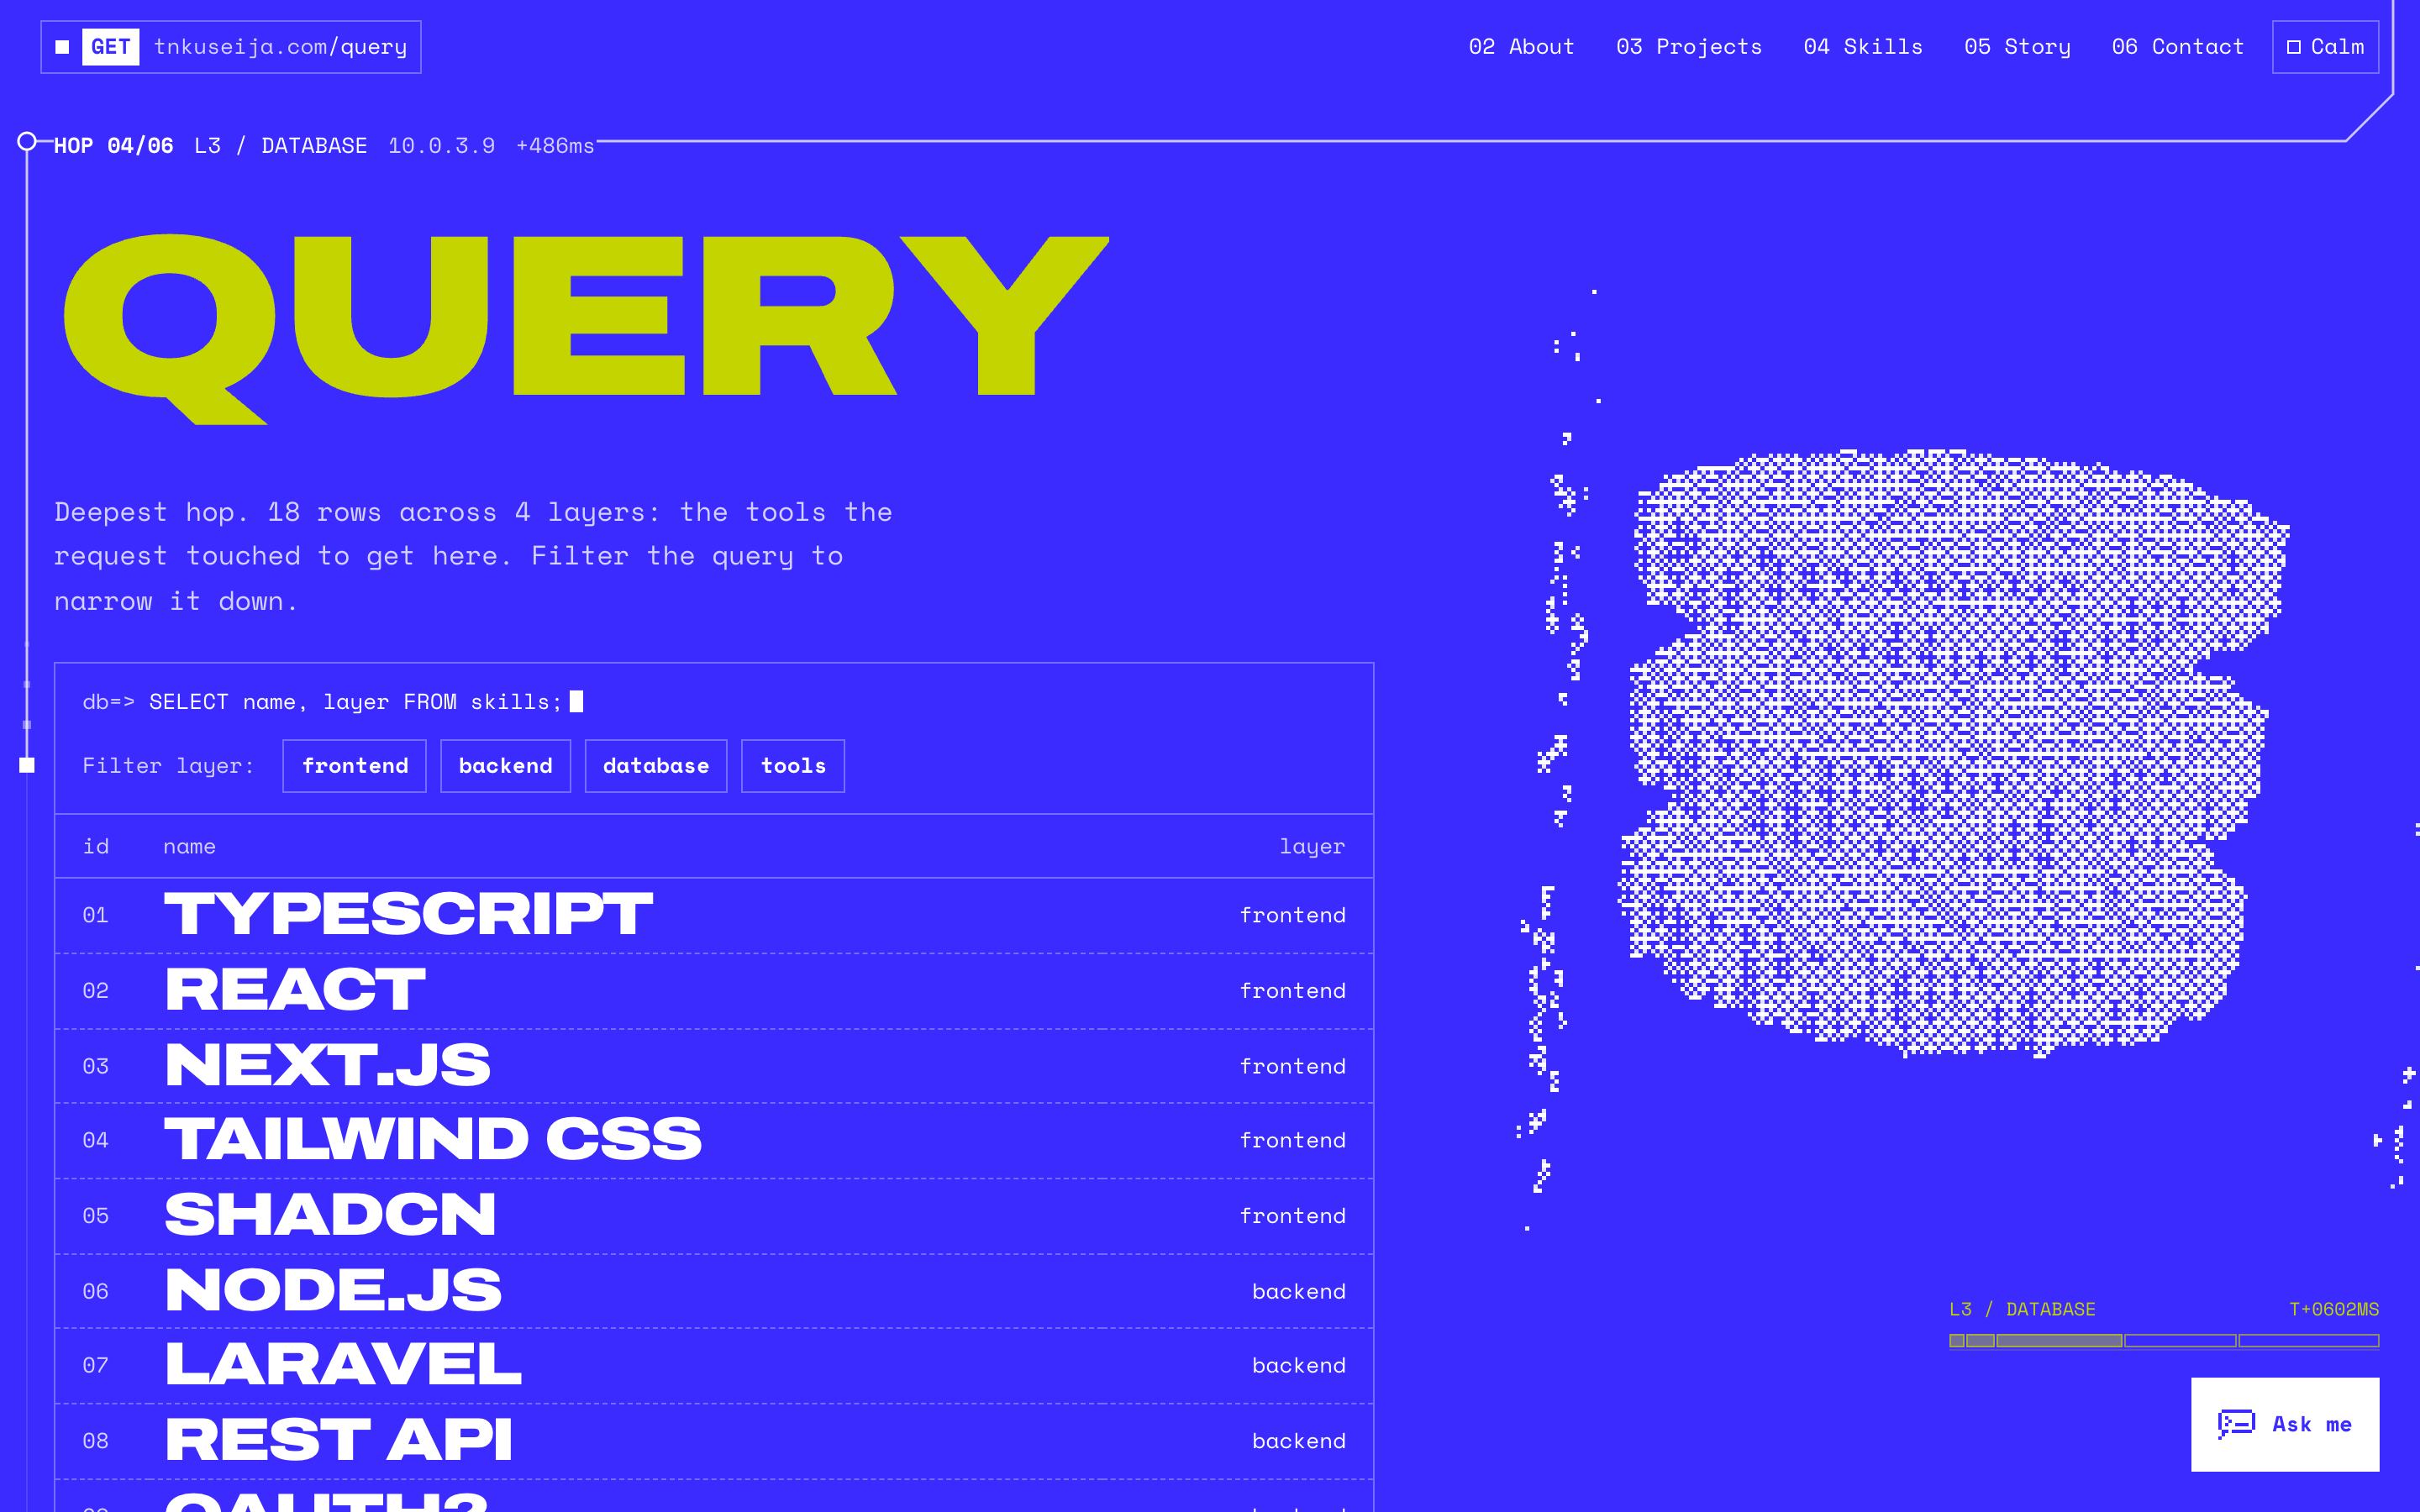 GET tnkuseija.com/query
02 About 03 Projects 04 Skills 05 Story 06 Contact Calm
HOP 04/06 L3 / DATABASE 10.0.3.9 +486ms
QUERY
Deepest hop. 18 rows across 4 layers: the tools the
request touched to get here. Filter the query to
narrow it down.
db=> SELECT name, layer FROM skills;
Filter layer: frontend backend database tools
id name layer
01 TYPESCRIPT frontend
02 REACT frontend
03 NEXT.JS frontend
04 TAILWIND CSS frontend
05 SHADCN frontend
06 NODE.JS backend
07 LARAVEL backend
08 REST API backend
L3 / DATABASE T+0602MS
Ask me